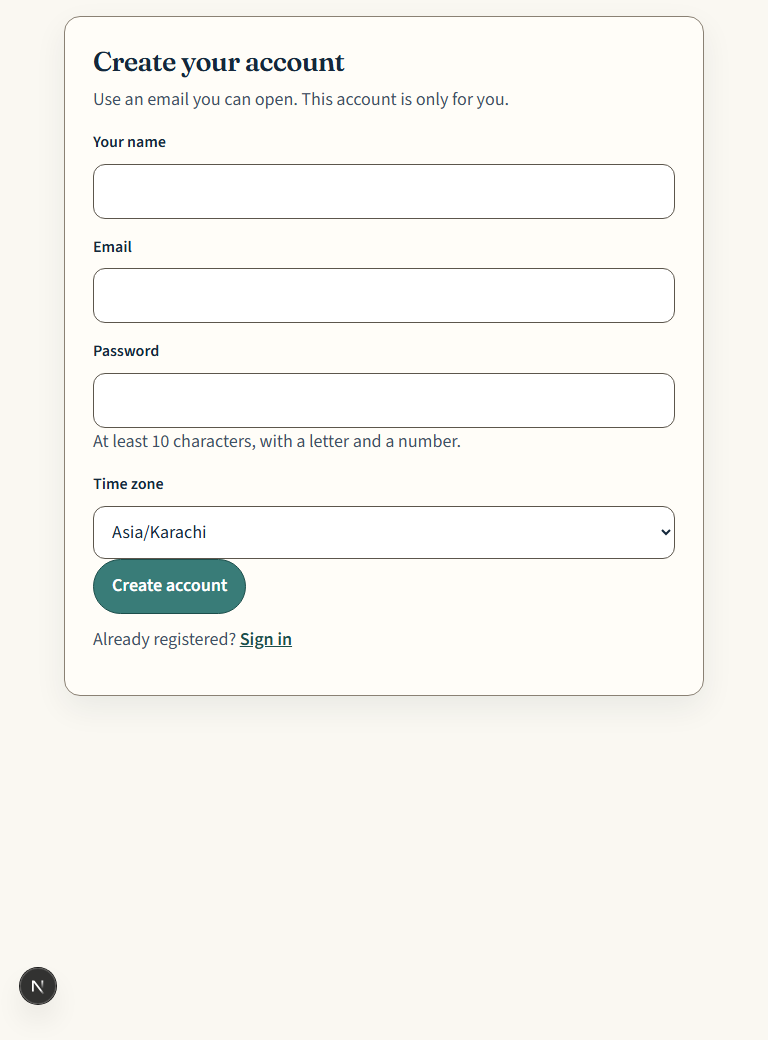 Create your account
Use an email you can open. This account is only for you.
Your name
Email
Password
At least 10 characters, with a letter and a number.
Time zone
Asia/Karachi
Create account
Already registered? Sign in
N